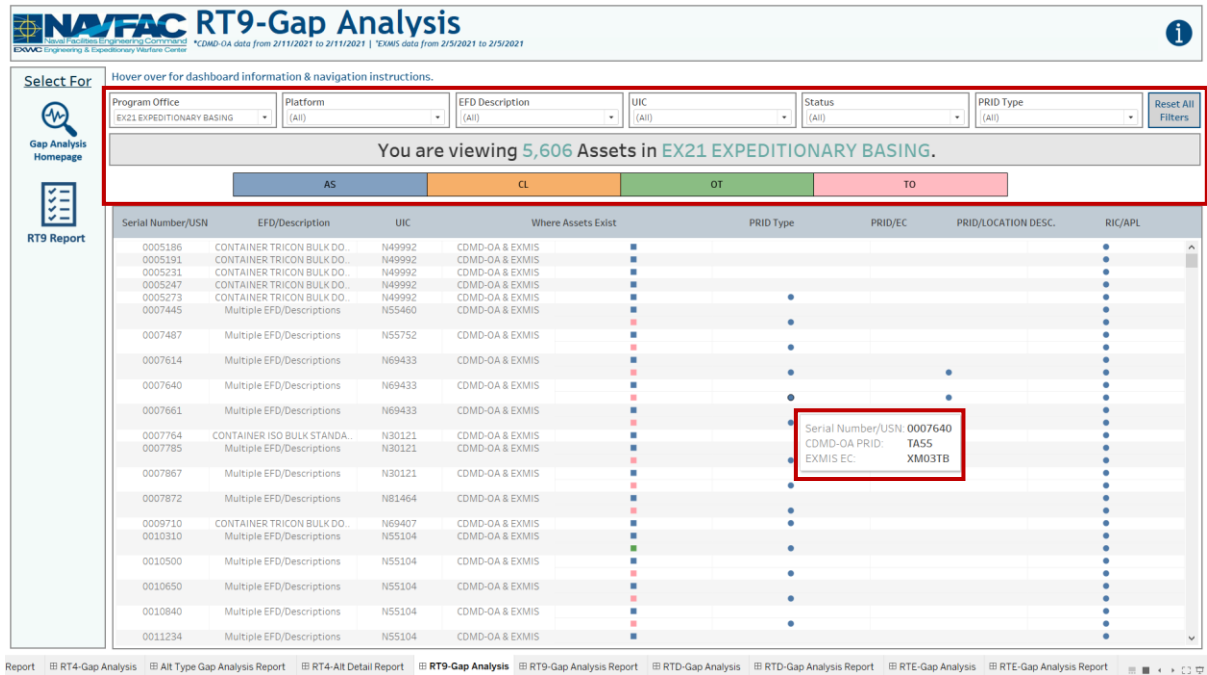 NAVFAC
Naval Facilities Engineering Command
EXWC Engineering & Expeditionary Warfare Center
RT9-Gap Analysis
*CDMD-OA data from 2/11/2021 to 2/11/2021 | *EXMIS data from 2/5/2021 to 2/5/2021
i
Select For
Gap Analysis
Homepage
RT9 Report
Hover over for dashboard information & navigation instructions.
Program Office Platform EFD Description UIC Status PRID Type Reset All
EX21 EXPEDITIONARY BASING (All) (All) (All) (All) (All) Filters
You are viewing 5,606 Assets in EX21 EXPEDITIONARY BASING.
AS CL OT TO
Serial Number/USN EFD/Description UIC Where Assets Exist PRID Type PRID/EC PRID/LOCATION DESC. RIC/APL
0005186 CONTAINER TRICON BULK DO.. N49992 CDMD-OA & EXMIS
0005191 CONTAINER TRICON BULK DO.. N49992 CDMD-OA & EXMIS
0005231 CONTAINER TRICON BULK DO.. N49992 CDMD-OA & EXMIS
0005247 CONTAINER TRICON BULK DO.. N49992 CDMD-OA & EXMIS
0005273 CONTAINER TRICON BULK DO.. N49992 CDMD-OA & EXMIS
0007445 Multiple EFD/Descriptions N55460 CDMD-OA & EXMIS
0007487 Multiple EFD/Descriptions N55752 CDMD-OA & EXMIS
0007614 Multiple EFD/Descriptions N69433 CDMD-OA & EXMIS
0007640 Multiple EFD/Descriptions N69433 CDMD-OA & EXMIS
0007661 Multiple EFD/Descriptions N69433 CDMD-OA & EXMIS
0007764 CONTAINER ISO BULK STANDA.. N30121 CDMD-OA & EXMIS
0007785 Multiple EFD/Descriptions N30121 CDMD-OA & EXMIS
0007867 Multiple EFD/Descriptions N30121 CDMD-OA & EXMIS
0007872 Multiple EFD/Descriptions N81464 CDMD-OA & EXMIS
0009710 CONTAINER TRICON BULK DO.. N69407 CDMD-OA & EXMIS
0010310 Multiple EFD/Descriptions N55104 CDMD-OA & EXMIS
0010500 Multiple EFD/Descriptions N55104 CDMD-OA & EXMIS
0010650 Multiple EFD/Descriptions N55104 CDMD-OA & EXMIS
0010840 Multiple EFD/Descriptions N55104 CDMD-OA & EXMIS
0011234 Multiple EFD/Descriptions N55104 CDMD-OA & EXMIS
Serial Number/USN: 0007640
CDMD-OA PRID: TA55
EXMIS EC: XM03TB
Report RT4-Gap Analysis Alt Type Gap Analysis Report RT4-Alt Detail Report RT9-Gap Analysis RT9-Gap Analysis Report RTD-Gap Analysis RTD-Gap Analysis Report RTE-Gap Analysis RTE-Gap Analysis Report